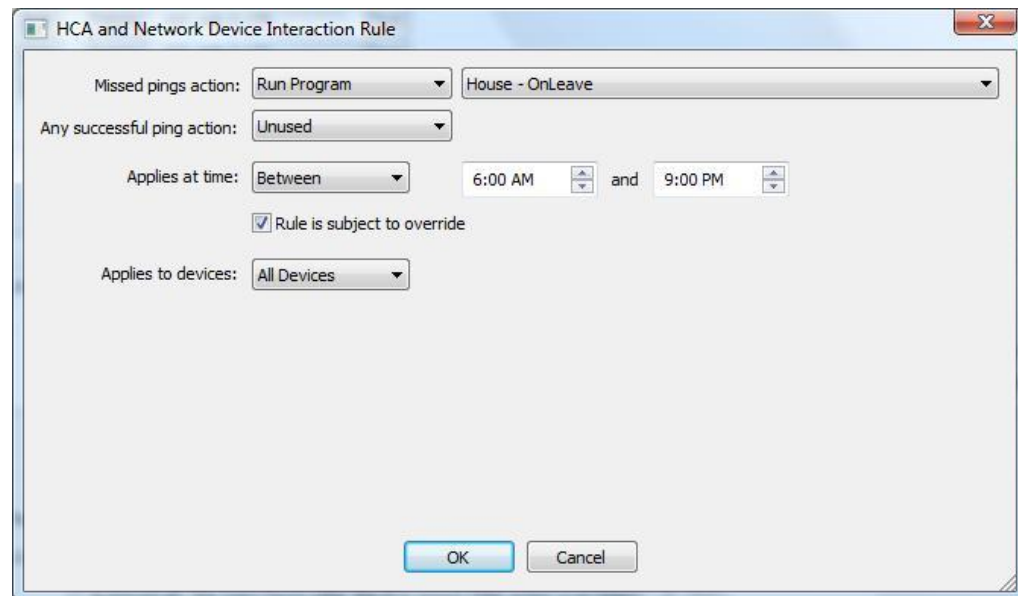 HCA and Network Device Interaction Rule
Missed pings action: Run Program House - OnLeave
Any successful ping action: Unused
Applies at time: Between 6:00 AM and 9:00 PM
Rule is subject to override
Applies to devices: All Devices
OK Cancel